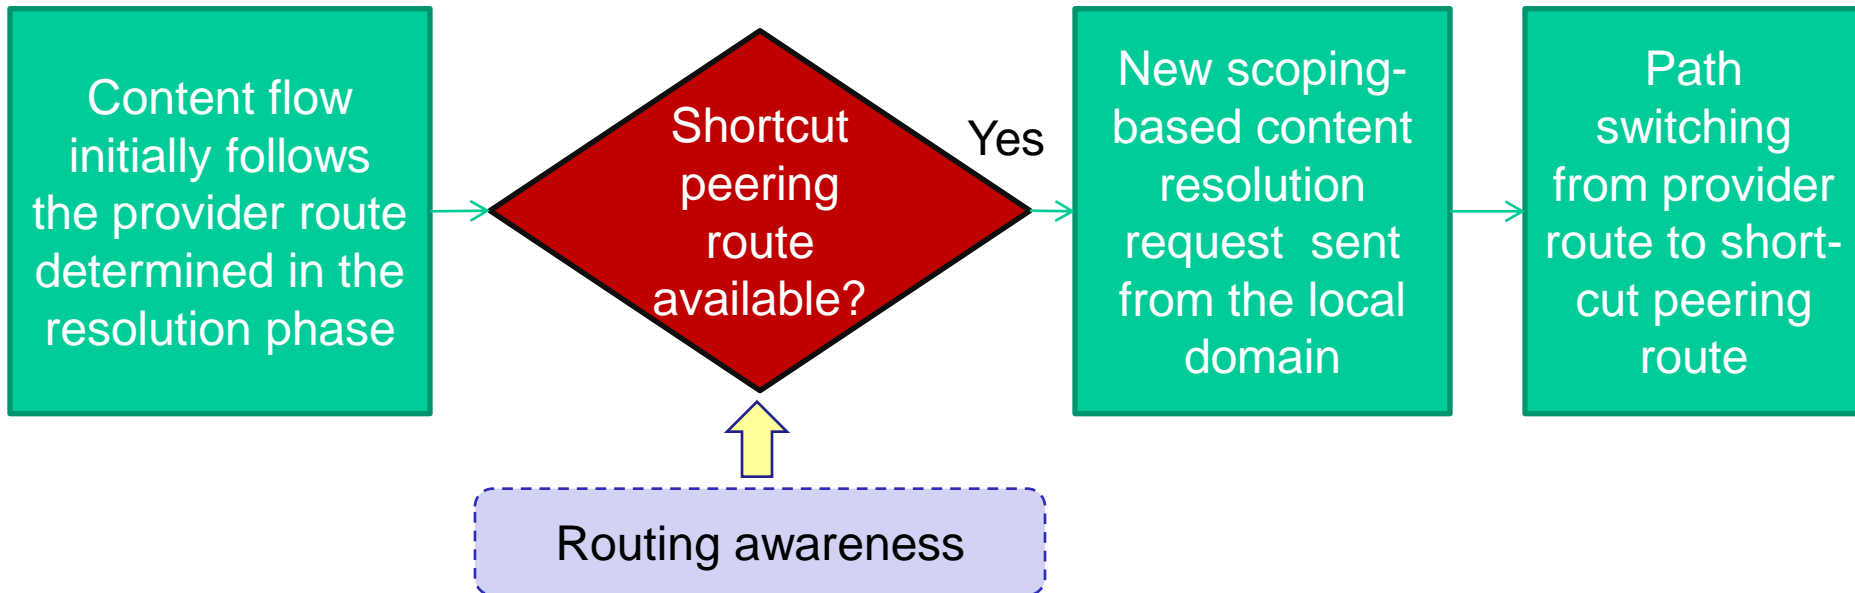 Content flow
initially follows
the provider route
determined in the
resolution phase
Shortcut
peering
route
available?
Yes
New scoping-
based content
resolution
request sent
from the local
domain
Path
switching
from provider
route to short-
cut peering
route
Routing awareness